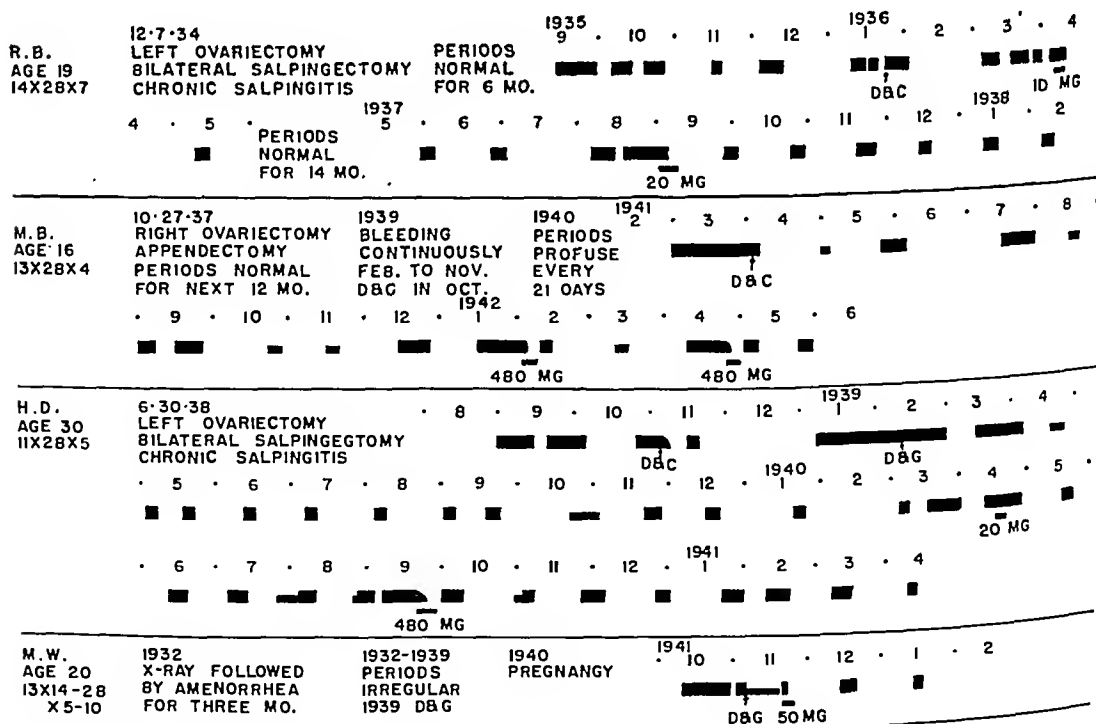 1935 1936
R.B. 12·7·34 9 · 10 · 11 · 12 · 1 · 2 · 3 · 4
AGE 19 LEFT OVARIECTOMY PERIODS
14X28X7 BILATERAL SALPINGECTOMY NORMAL
CHRONIC SALPINGITIS FOR 6 MO. D&C 1D MG
1937 1938
4 · 5 · PERIODS 5 · 6 · 7 · 8 · 9 · 10 · 11 · 12 · 1 · 2
NORMAL
FOR 14 MO.
20 MG
M.B. 10·27·37 1939 1940 1941
AGE 16 RIGHT OVARIECTOMY BLEEDING PERIODS 2 · 3 · 4 · 5 · 6 · 7 · 8
13X28X4 APPENDECTOMY CONTINUOUSLY PROFUSE
PERIODS NORMAL FEB. TO NOV. EVERY D&C
FOR NEXT 12 MO. D&G IN OCT. 21 OAYS
1942
· 9 · 10 · 11 · 12 · 1 · 2 · 3 · 4 · 5 · 6
480 MG 480 MG
H.D. 6·30·38 1939
AGE 30 LEFT OVARIECTOMY · 8 · 9 · 10 · 11 · 12 · 1 · 2 · 3 · 4 ·
11X28X5 BILATERAL SALPINGEGTOMY
CHRONIC SALPINGITIS D&C D&G
1940
· 5 · 6 · 7 · 8 · 9 · 10 · 11 · 12 · 1 · 2 · 3 · 4 · 5
20 MG
1941
· 6 · 7 · 8 · 9 · 10 · 11 · 12 · 1 · 2 · 3 · 4
480 MG
M.W. 1932 1932-1939 1940 1941
AGE 20 X-RAY FOLLOWED PERIODS PREGNANCY · 10 · 11 · 12 · 1 · 2
13X14-28 BY AMENORRHEA IRREGULAR
X5-10 FOR THREE MO. 1939 D&G D&G 50 MG